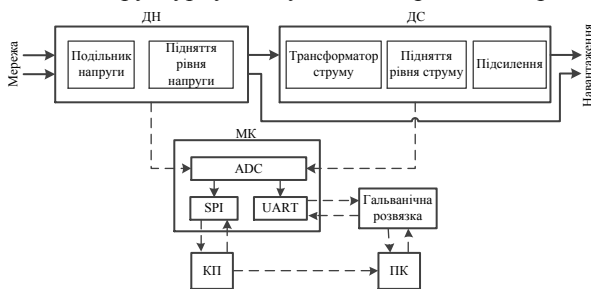 ДН
ДС
Мережа
Подільник
напруги
Підняття
рівня
напруги
Трансформатор
струму
Підняття
рівня струму
Підсилення
Навантаження
МК
ADC
SPI
UART
Гальванічна
розвязка
КП
ПК